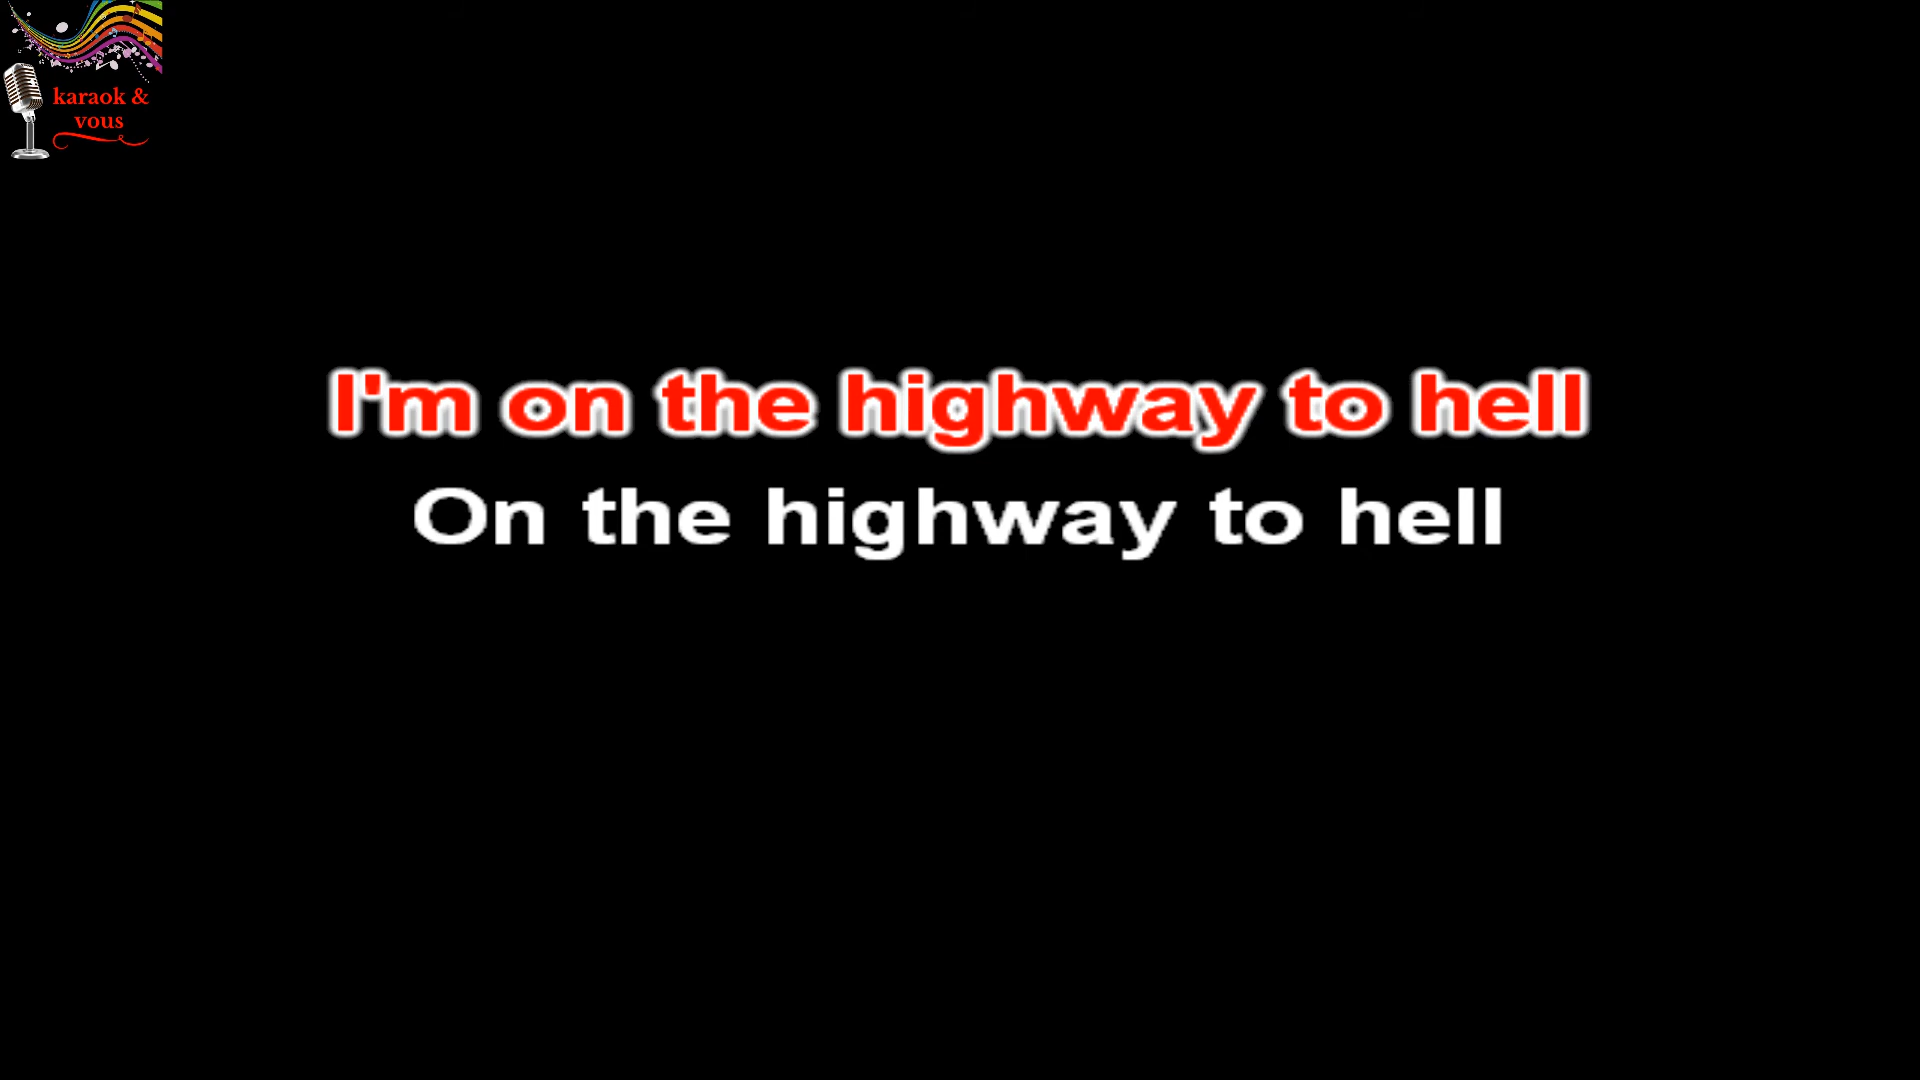 karaok &
vous
I'm on the highway to hell
On the highway to hell